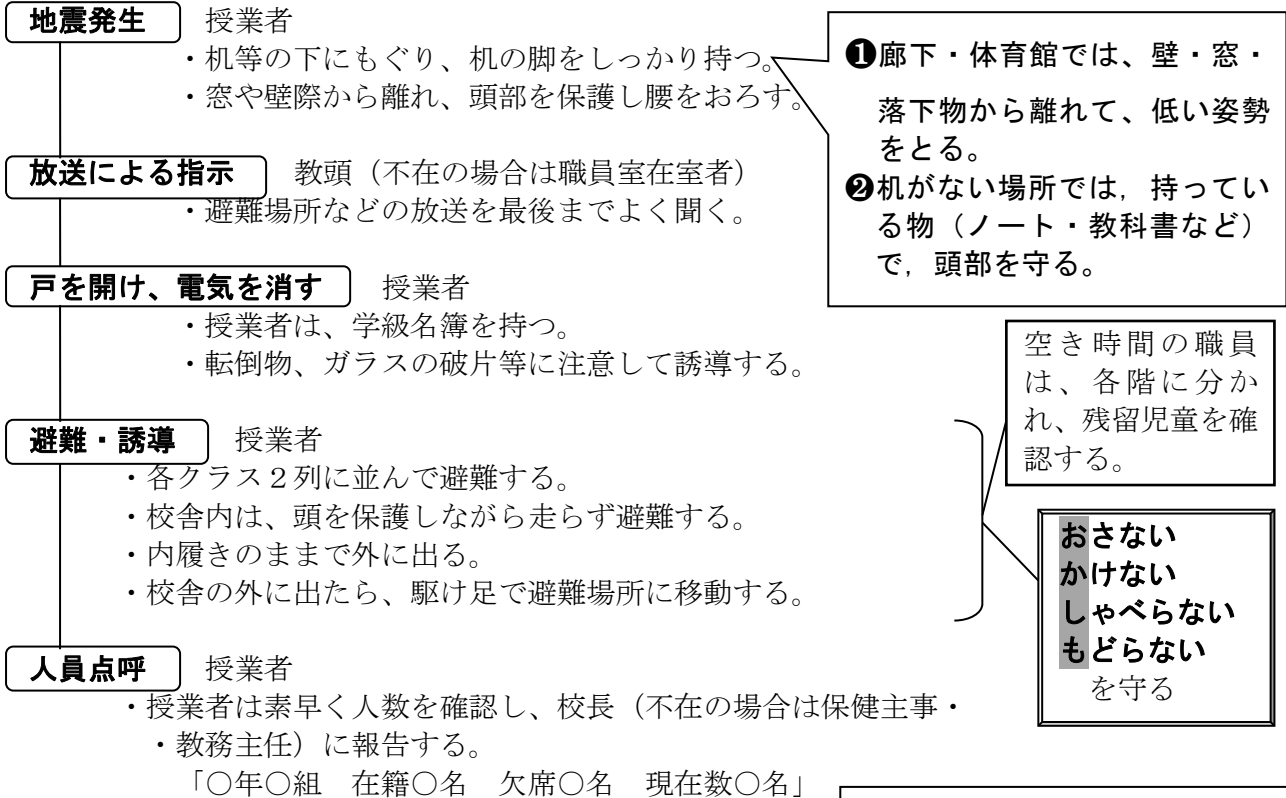 地震発生　授業者
・机等の下にもぐり、机の脚をしっかり持つ。
・窓や壁際から離れ、頭部を保護し腰をおろす。
❶廊下・体育館では、壁・窓・
落下物から離れて、低い姿勢
をとる。
❷机がない場所では，持ってい
る物（ノート・教科書など）
で，頭部を守る。
放送による指示　教頭（不在の場合は職員室在室者）
・避難場所などの放送を最後までよく聞く。
戸を開け、電気を消す　授業者
・授業者は、学級名簿を持つ。
・転倒物、ガラスの破片等に注意して誘導する。
空き時間の職員
は、各階に分か
れ、残留児童を確
認する。
避難・誘導　授業者
・各クラス２列に並んで避難する。
・校舎内は、頭を保護しながら走らず避難する。
・内履きのままで外に出る。
・校舎の外に出たら、駆け足で避難場所に移動する。
おさない
かけない
しゃべらない
もどらない
を守る
人員点呼　授業者
・授業者は素早く人数を確認し、校長（不在の場合は保健主事・
・教務主任）に報告する。
「○年○組　在籍○名　欠席○名　現在数○名」